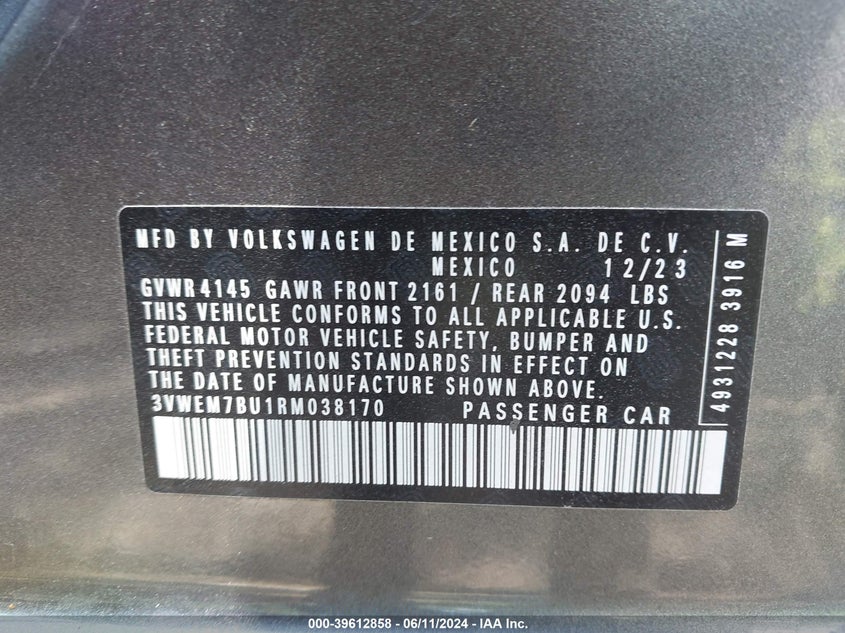 MFD BY VOLKSWAGEN DE MEXICO S.A. DE C.V.
MEXICO 12/23
GVWR 4145 GAWR FRONT 2161 / REAR 2094 LBS
THIS VEHICLE CONFORMS TO ALL APPLICABLE U.S.
FEDERAL MOTOR VEHICLE SAFETY, BUMPER AND
THEFT PREVENTION STANDARDS IN EFFECT ON
THE DATE OF MANUFACTURE SHOWN ABOVE.
3VWEM7BU1RM038170 PASSENGER CAR
4931228 3916 M
000-39612858 - 06/11/2024 - IAA Inc.